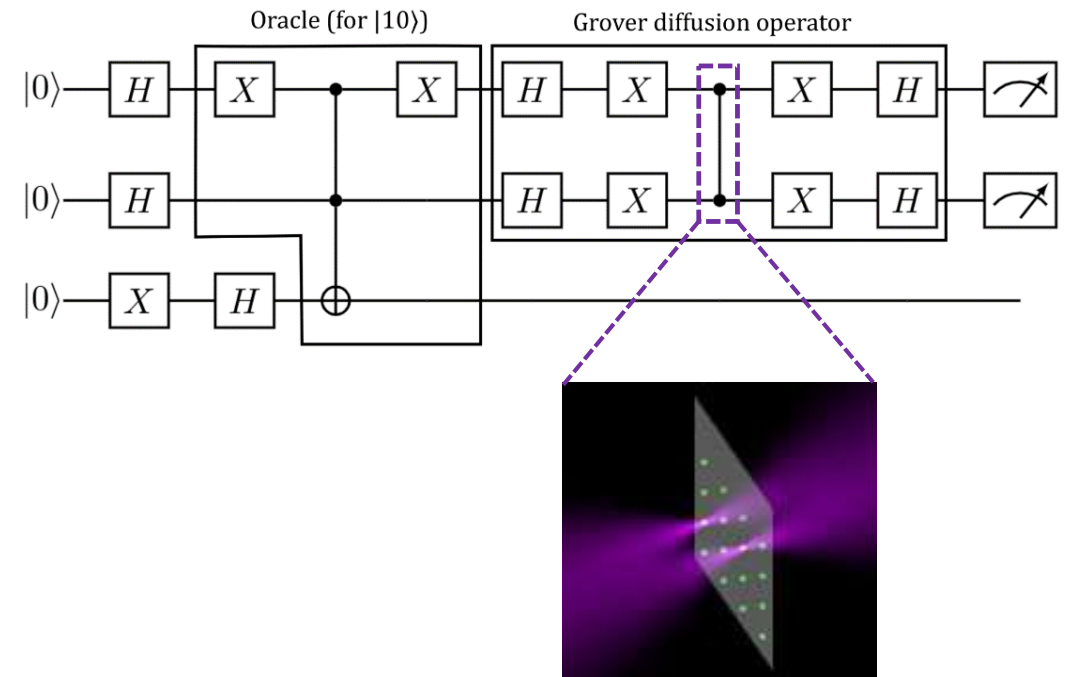 Oracle (for |10⟩) Grover diffusion operator
|0⟩ H X X H X X H
|0⟩ H H X X H
|0⟩ X H